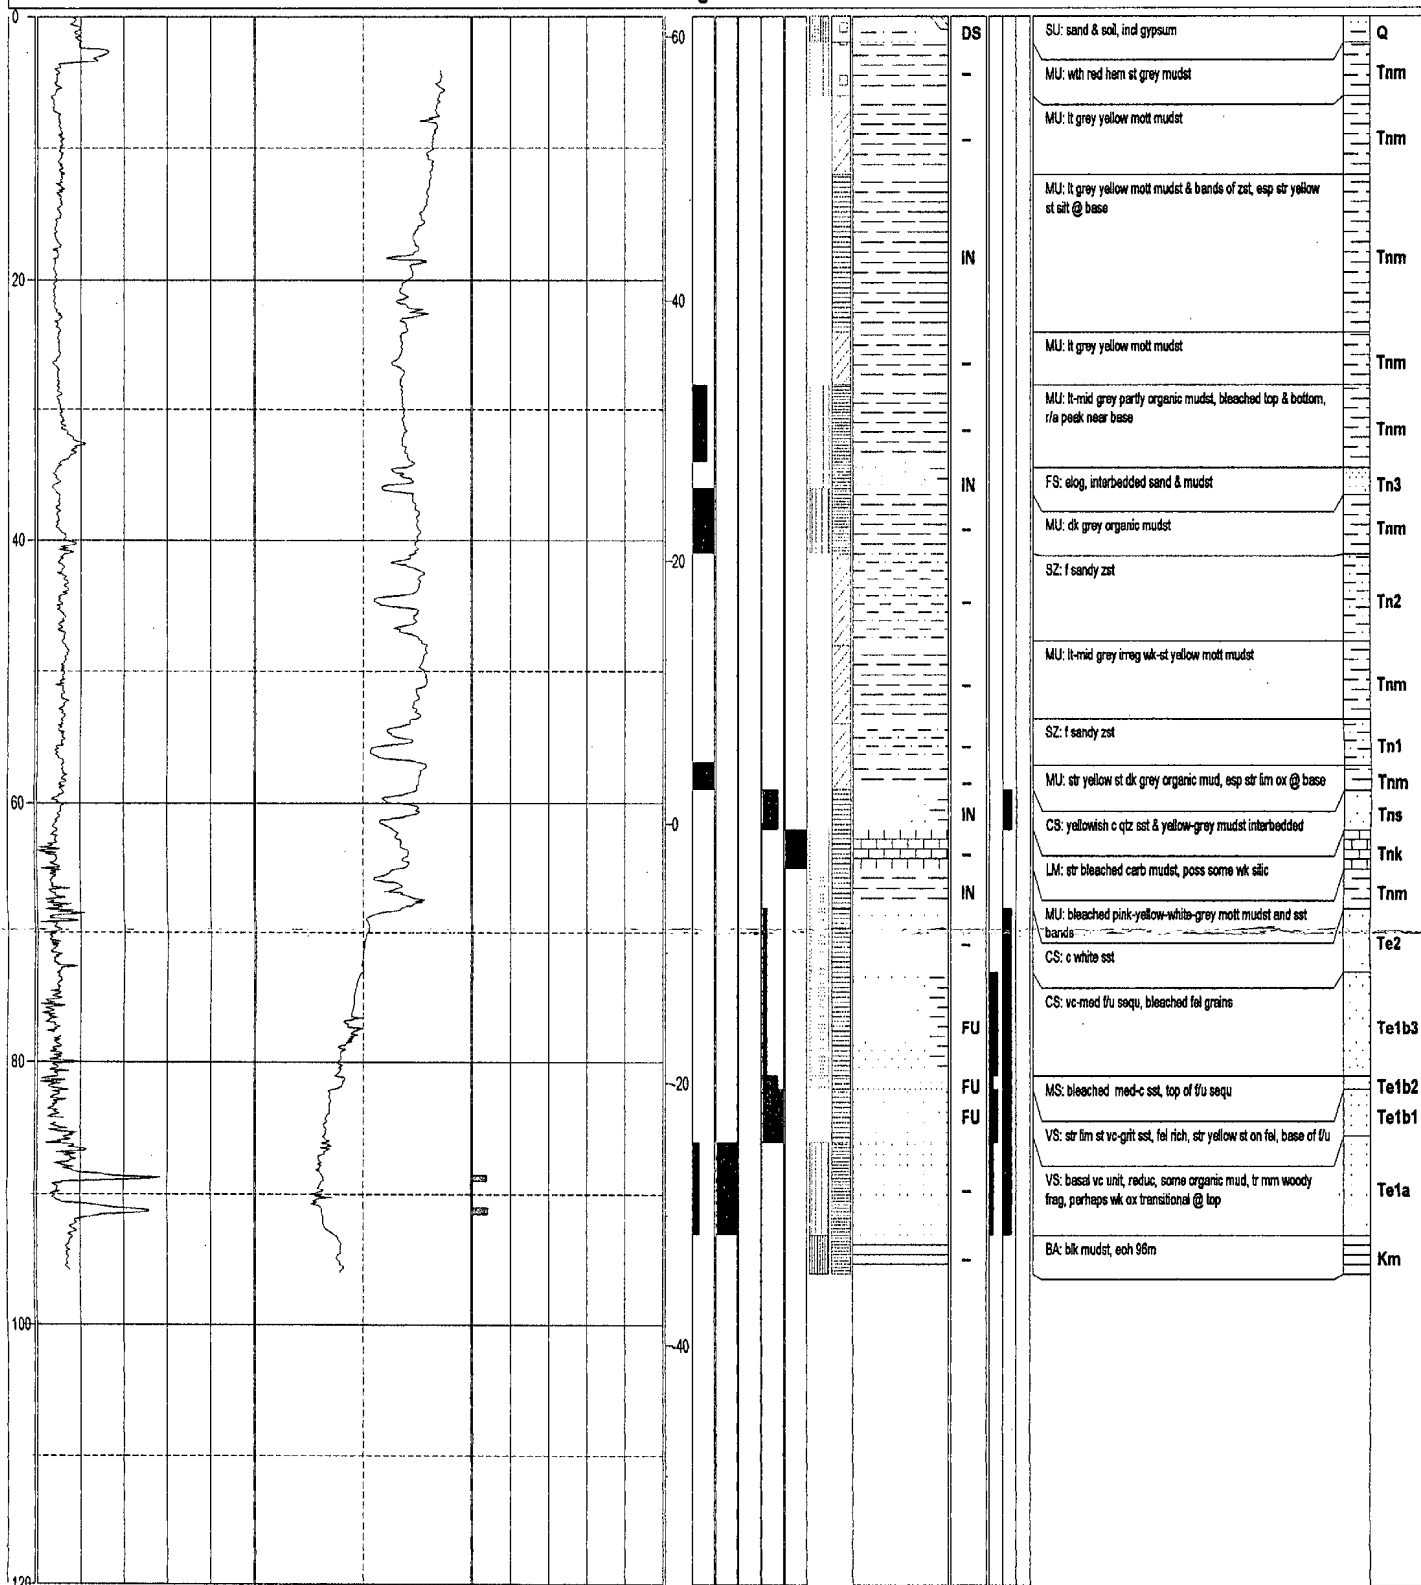 0
60
DS
SU: sand & soil, incl gypsum
Q
–
MU: wth red hem st grey mudst
Tnm
–
MU: lt grey yellow mott mudst
Tnm
MU: lt grey yellow mott mudst & bands of zst, esp str yellow
st silt @ base
IN
Tnm
20
40
MU: lt grey yellow mott mudst
–
Tnm
MU: lt-mid grey partly organic mudst, bleached top & bottom,
r/a peak near base
–
Tnm
FS: elog, interbedded sand & mudst
IN
Tn3
MU: dk grey organic mudst
–
Tnm
40
20
SZ: f sandy zst
–
Tn2
MU: lt-mid grey irreg wk-st yellow mott mudst
–
Tnm
SZ: f sandy zst
–
Tn1
MU: str yellow st dk grey organic mud, esp str lim ox @ base
–
Tnm
60
0
IN
Tns
CS: yellowish c qtz sst & yellow-grey mudst interbedded
–
Tnk
LM: str bleached carb mudst, poss some wk silic
IN
Tnm
MU: bleached pink-yellow-white-grey mott mudst and sst
bands
–
Te2
CS: c white sst
CS: vc-med f/u sequ, bleached fel grains
FU
Te1b3
80
-20
FU
MS: bleached med-c sst, top of f/u sequ
Te1b2
FU
Te1b1
VS: str lim st vc-grit sst, fel rich, str yellow st on fel, base of f/u
VS: basal vc unit, reduc, some organic mud, tr mm woody
frag, perhaps wk ox transitional @ top
–
Te1a
BA: blk mudst, eoh 96m
–
Km
100
-40
120